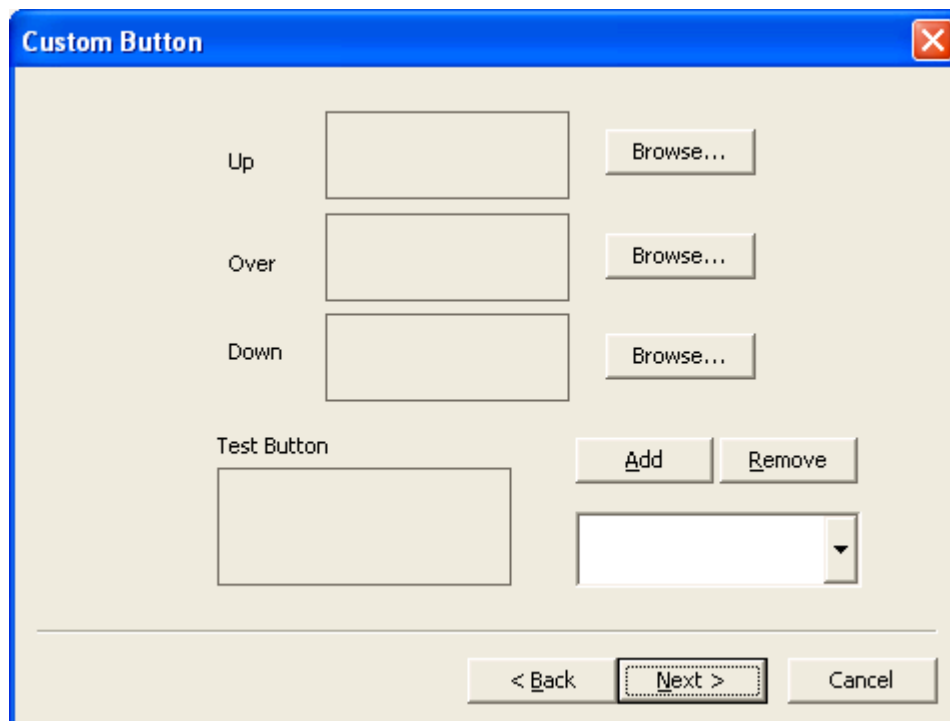 Custom Button
Up
Browse...
Over
Browse...
Down
Browse...
Test Button
Add
Remove
< Back
Next >
Cancel